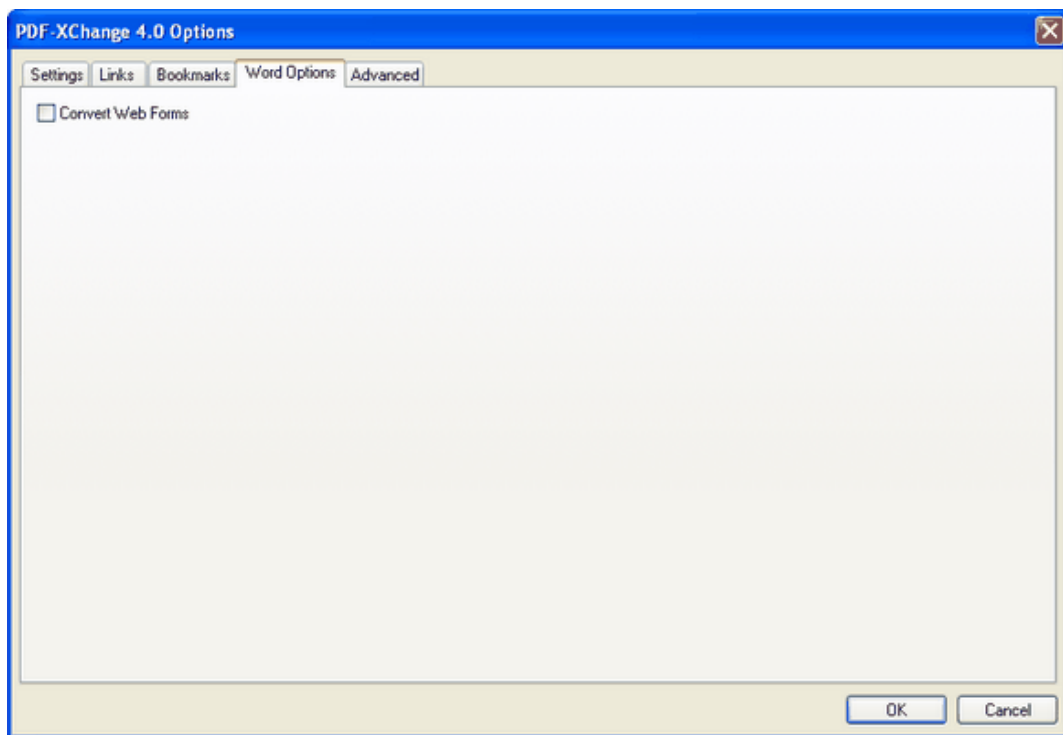 PDF-XChange 4.0 Options
Settings Links Bookmarks Word Options Advanced
Convert Web Forms
OK Cancel